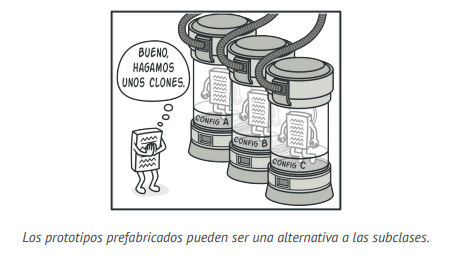 BUENO,
HAGAMOS
UNOS CLONES.
CONFIG A
CONFIG B
CONFIG C
Los prototipos prefabricados pueden ser una alternativa a las subclases.